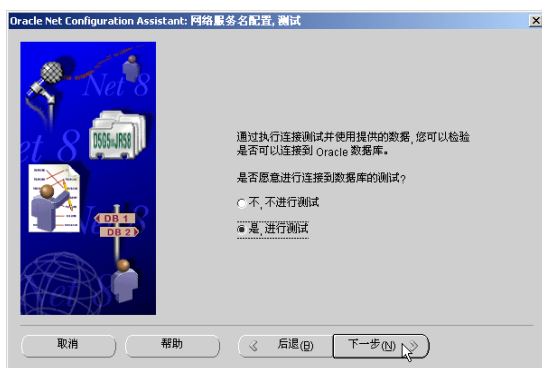 Oracle Net Configuration Assistant: 网络服务名配置, 测试
Net 8
et 8
D5G5=JRS8
DB 1
DB 2
通过执行连接测试并使用提供的数据, 您可以检验
是否可以连接到 Oracle 数据库。
是否愿意进行连接到数据库的测试?
不, 不进行测试
是, 进行测试
取消
帮助
后退(B)
下一步(N)